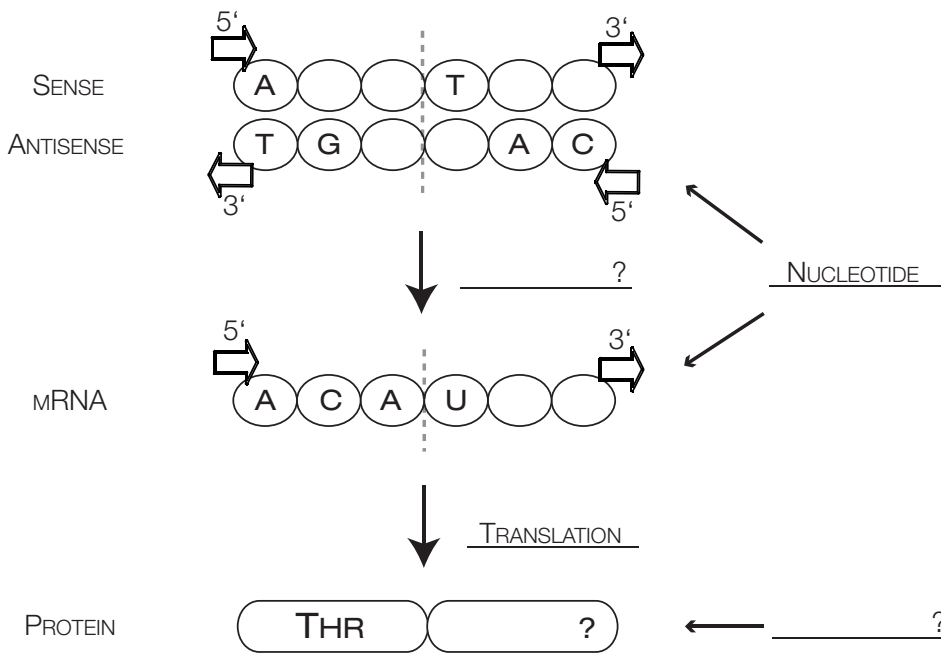 5‘ 3‘
SENSE A T
ANTISENSE T G A C
3‘ 5‘
?
NUCLEOTIDE
5‘ 3‘
MRNA A C A U
TRANSLATION
PROTEIN THR ? ?